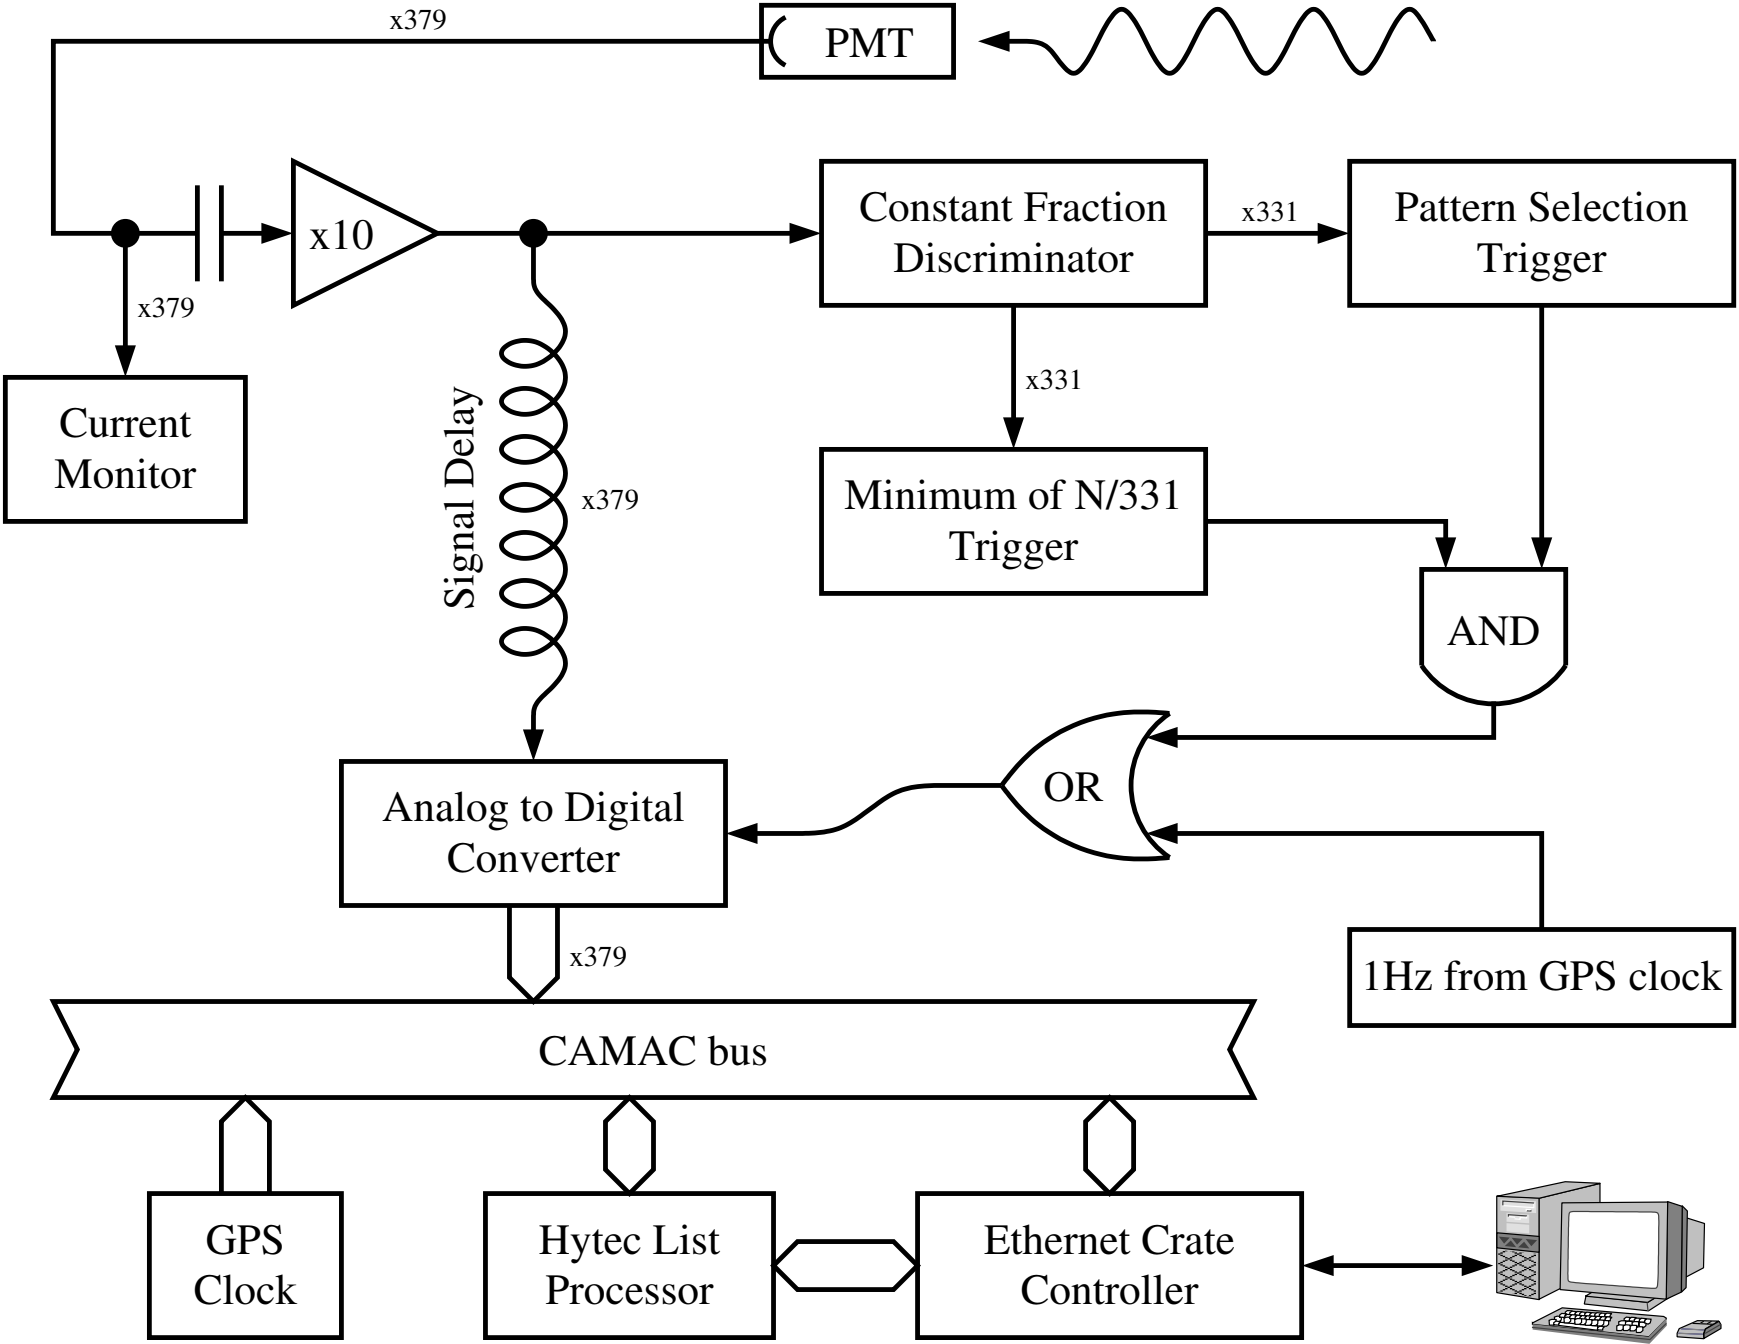 x379
PMT
x10
Constant Fraction
Discriminator
x331
Pattern Selection
Trigger
x379
Current
Monitor
Signal Delay
x379
x331
Minimum of N/331
Trigger
AND
OR
Analog to Digital
Converter
x379
1Hz from GPS clock
CAMAC bus
GPS
Clock
Hytec List
Processor
Ethernet Crate
Controller